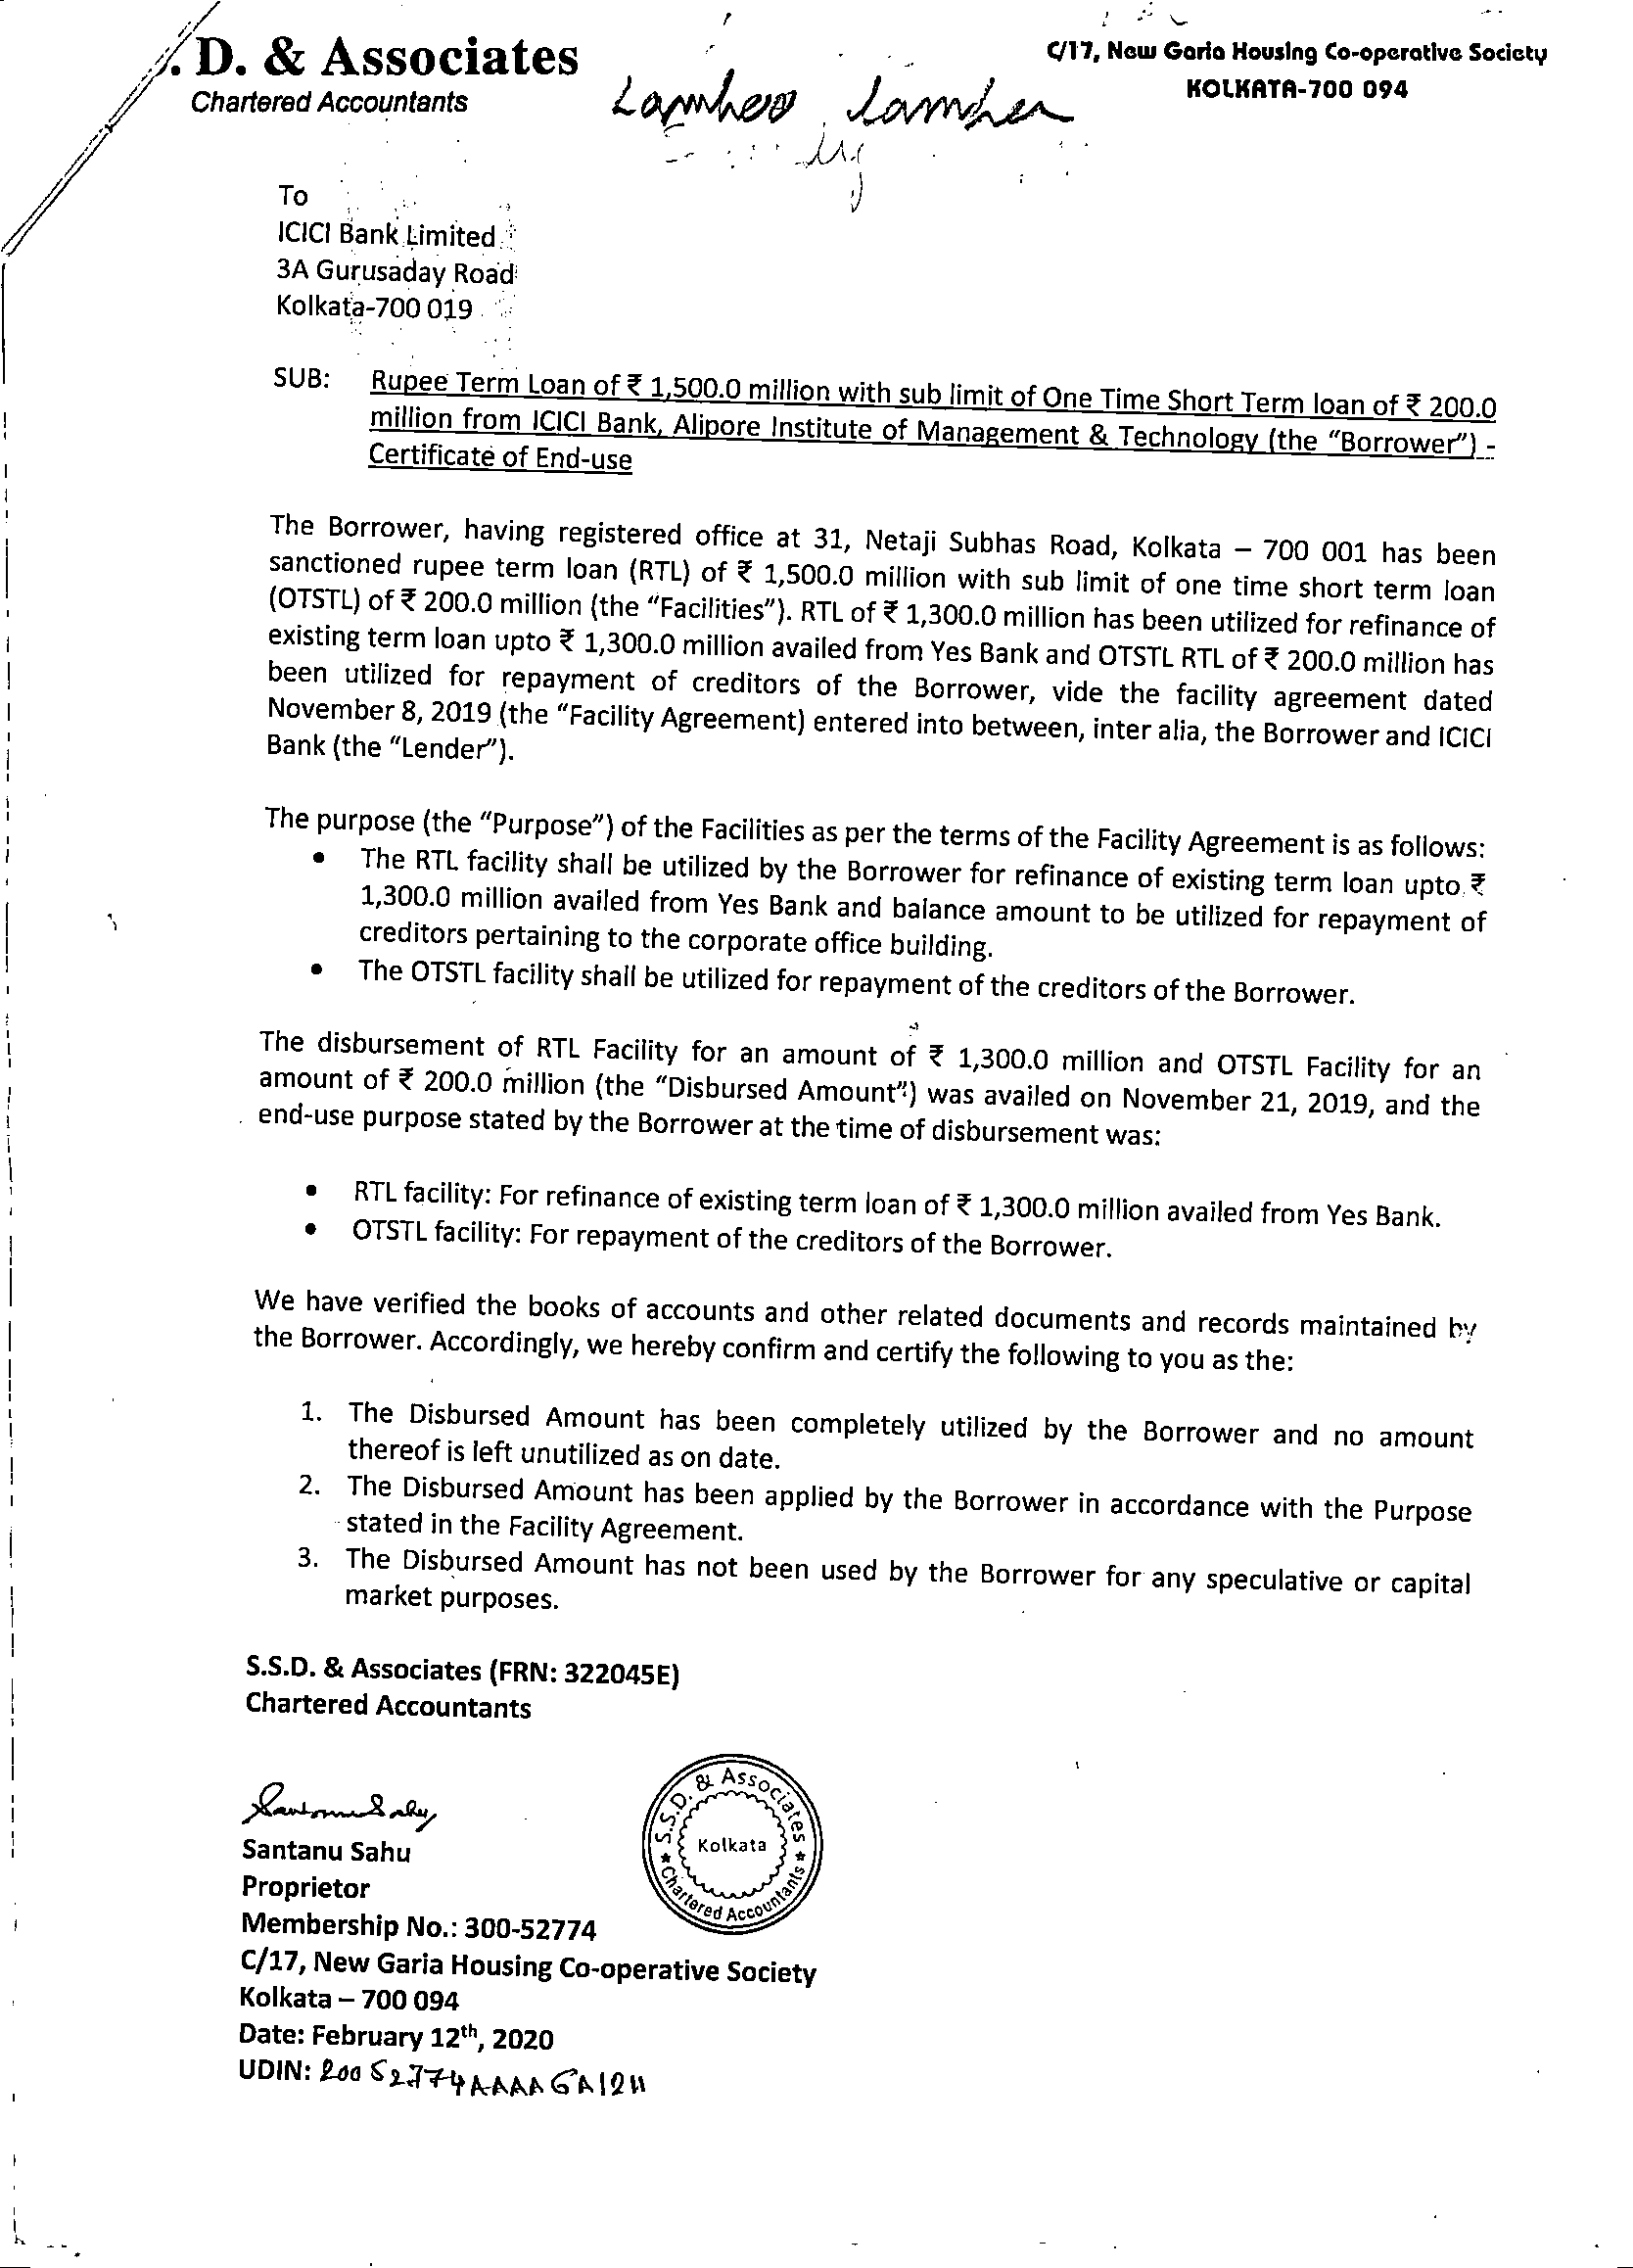 . D. & Associates
Chartered Accountants
C/17, New Garia Housing Co-operative Society
KOLKATA-700 094
To
ICICI Bank Limited
3A Gurusaday Road
Kolkata-700 019
SUB: Rupee Term Loan of ₹ 1,500.0 million with sub limit of One Time Short Term loan of ₹ 200.0
million from ICICI Bank, Alipore Institute of Management & Technology (the “Borrower”) -
Certificate of End-use
The Borrower, having registered office at 31, Netaji Subhas Road, Kolkata – 700 001 has been
sanctioned rupee term loan (RTL) of ₹ 1,500.0 million with sub limit of one time short term loan
(OTSTL) of ₹ 200.0 million (the “Facilities”). RTL of ₹ 1,300.0 million has been utilized for refinance of
existing term loan upto ₹ 1,300.0 million availed from Yes Bank and OTSTL RTL of ₹ 200.0 million has
been utilized for repayment of creditors of the Borrower, vide the facility agreement dated
November 8, 2019 (the “Facility Agreement) entered into between, inter alia, the Borrower and ICICI
Bank (the “Lender”).
The purpose (the “Purpose”) of the Facilities as per the terms of the Facility Agreement is as follows:
• The RTL facility shall be utilized by the Borrower for refinance of existing term loan upto ₹
1,300.0 million availed from Yes Bank and balance amount to be utilized for repayment of
creditors pertaining to the corporate office building.
• The OTSTL facility shall be utilized for repayment of the creditors of the Borrower.
The disbursement of RTL Facility for an amount of ₹ 1,300.0 million and OTSTL Facility for an
amount of ₹ 200.0 million (the “Disbursed Amount”) was availed on November 21, 2019, and the
end-use purpose stated by the Borrower at the time of disbursement was:
• RTL facility: For refinance of existing term loan of ₹ 1,300.0 million availed from Yes Bank.
• OTSTL facility: For repayment of the creditors of the Borrower.
We have verified the books of accounts and other related documents and records maintained by
the Borrower. Accordingly, we hereby confirm and certify the following to you as the:
1. The Disbursed Amount has been completely utilized by the Borrower and no amount
thereof is left unutilized as on date.
2. The Disbursed Amount has been applied by the Borrower in accordance with the Purpose
stated in the Facility Agreement.
3. The Disbursed Amount has not been used by the Borrower for any speculative or capital
market purposes.
S.S.D. & Associates (FRN: 322045E)
Chartered Accountants
Santanu Sahu
S.S.D. & Associates
Kolkata
★ Chartered Accountants ★
Santanu Sahu
Proprietor
Membership No.: 300-52774
C/17, New Garia Housing Co-operative Society
Kolkata – 700 094
Date: February 12th, 2020
UDIN: